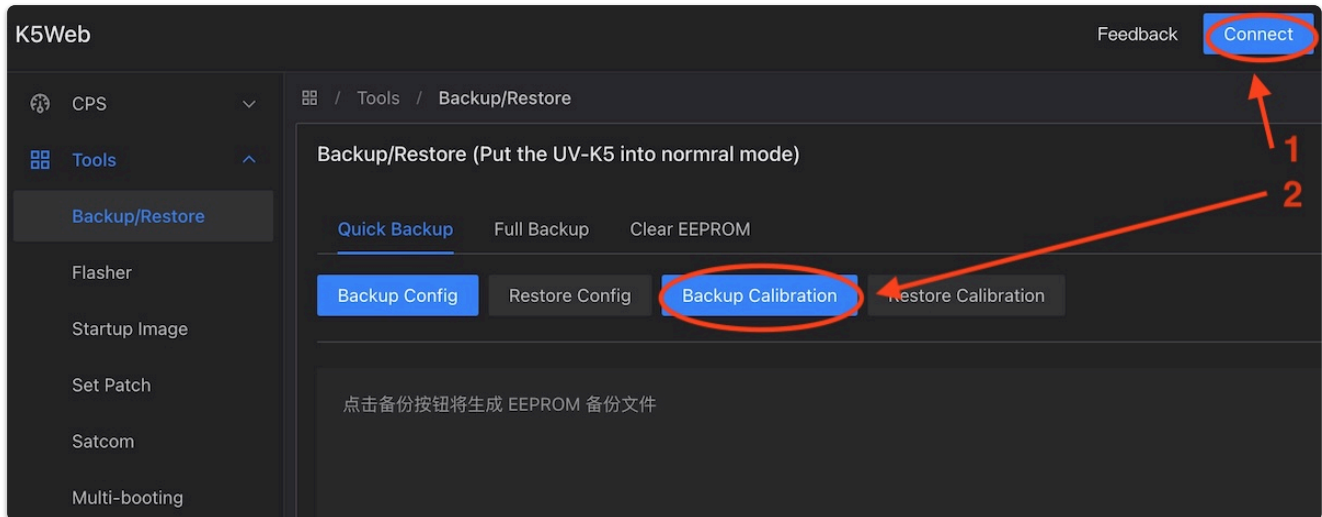 K5Web
Feedback
Connect
CPS
Tools
Backup/Restore
Flasher
Startup Image
Set Patch
Satcom
Multi-booting
/ Tools / Backup/Restore
Backup/Restore (Put the UV-K5 into normral mode)
1
2
Quick Backup Full Backup Clear EEPROM
Backup Config Restore Config Backup Calibration Restore Calibration
点击备份按钮将生成 EEPROM 备份文件